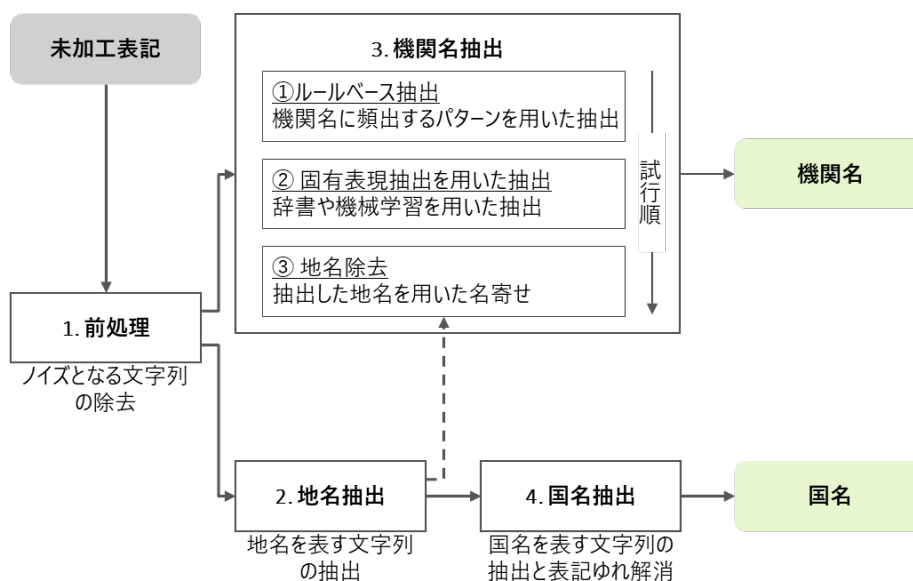 未加工表記
3. 機関名抽出
①ルールベース抽出
機関名に頻出するパターンを用いた抽出
② 固有表現抽出を用いた抽出
辞書や機械学習を用いた抽出
③ 地名除去
抽出した地名を用いた名寄せ
試行順
機関名
1. 前処理
ノイズとなる文字列
の除去
2. 地名抽出
地名を表す文字列
の抽出
4. 国名抽出
国名を表す文字列の
抽出と表記ゆれ解消
国名